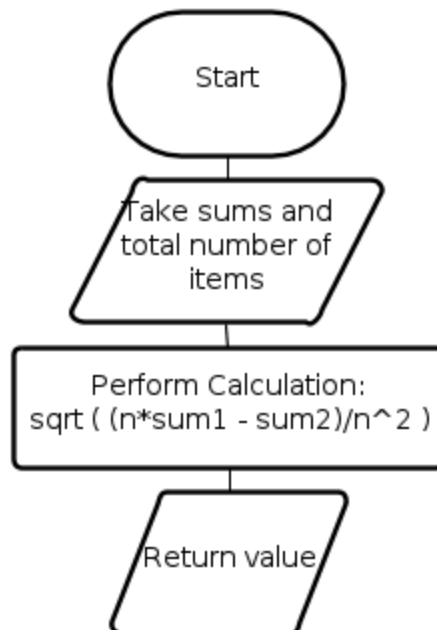 Start
Take sums and
total number of
items
Perform Calculation:
sqrt ( (n*sum1 - sum2)/n^2 )
Return value